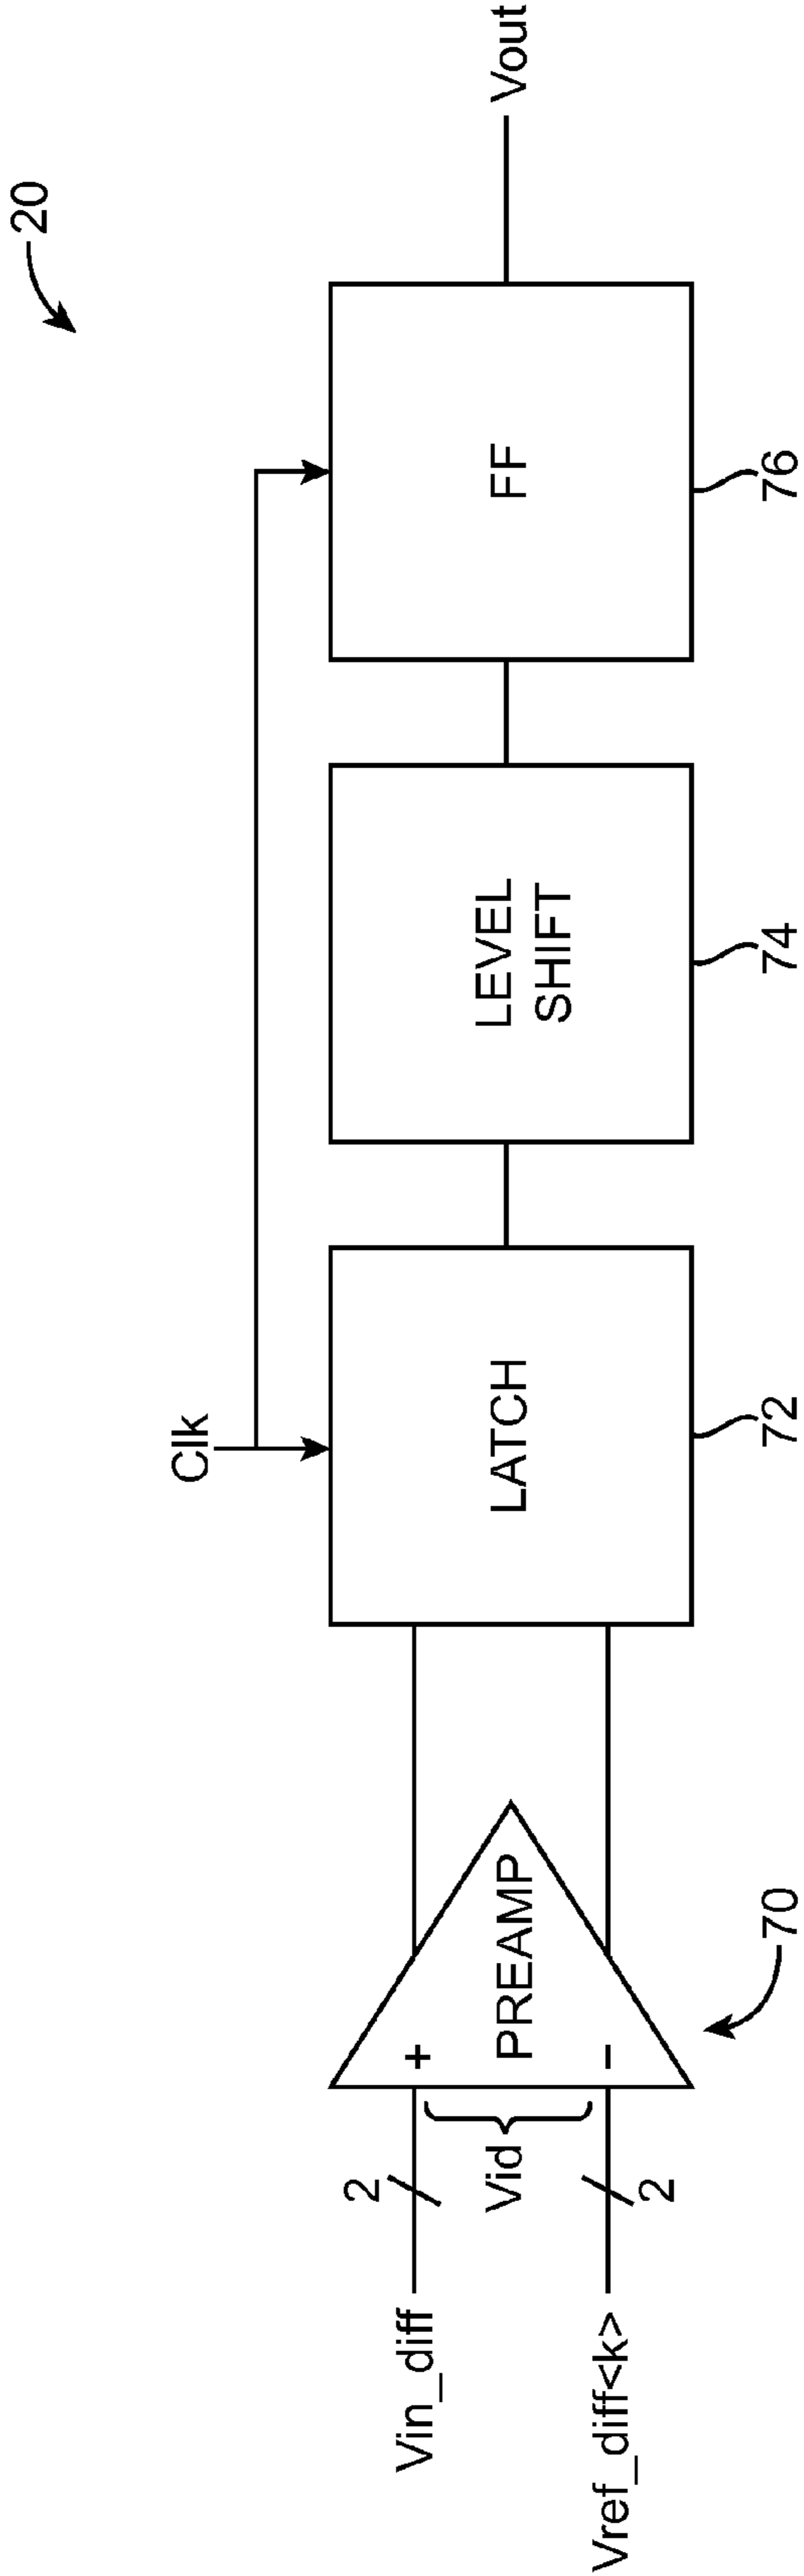 20
Clk
Vin_diff
2
+
Vid
PREAMP
−
2
Vref_diff<k>
70
LATCH
72
LEVEL
SHIFT
74
FF
76
Vout